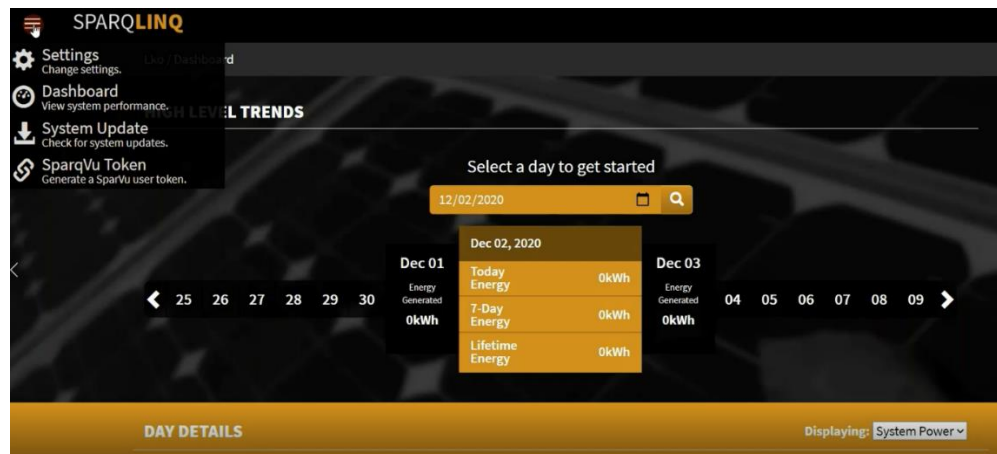 SPARQLINQ
Settings
Change settings.
Dashboard
View system performance.
System Update
Check for system updates.
SparqVu Token
Generate a SparVu user token.
/ Dashboard
HIGH LEVEL TRENDS
Select a day to get started
12/02/2020
Dec 01
Energy
Generated
0kWh
Dec 02, 2020
Today
Energy
0kWh
7-Day
Energy
0kWh
Lifetime
Energy
0kWh
Dec 03
Energy
Generated
0kWh
25 26 27 28 29 30
04 05 06 07 08 09
DAY DETAILS
Displaying: System Power